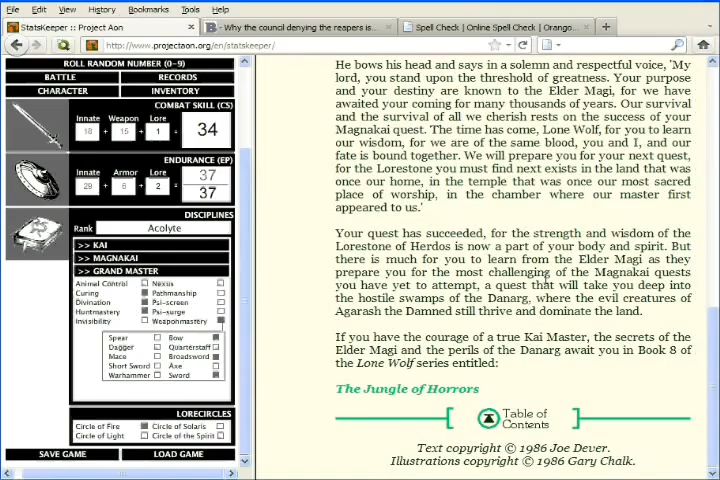 File Edit View History Bookmarks Tools Help
StatsKeeper :: Project Aon
Why the council denying the reapers is...
Spell Check | Online Spell Check | Orango...
http://www.projectaon.org/en/statskeeper/
ROLL RANDOM NUMBER (0-9)
BATTLE RECORDS
CHARACTER INVENTORY
COMBAT SKILL (CS)
Innate Weapon Lore
18 + 15 + 1 = 34
ENDURANCE (EP)
Innate Armor Lore 37
29 + 6 + 2 = 37
DISCIPLINES
Rank Acolyte
>> KAI
>> MAGNAKAI
>> GRAND MASTER
Animal Control Nexus
Curing Pathmanship
Divination Psi-screen
Huntmastery Psi-surge
Invisibility Weaponmastery
Spear Bow
Dagger Quarterstaff
Mace Broadsword
Short Sword Axe
Warhammer Sword
LORECIRCLES
Circle of Fire Circle of Solaris
Circle of Light Circle of the Spirit
SAVE GAME LOAD GAME
He bows his head and says in a solemn and respectful voice, 'My
lord, you stand upon the threshold of greatness. Your purpose
and your destiny are known to the Elder Magi, for we have
awaited your coming for many thousands of years. Our survival
and the survival of all we cherish rests on the success of your
Magnakai quest. The time has come, Lone Wolf, for you to learn
our wisdom, for we are of the same blood, you and I, and our
fate is bound together. We will prepare you for your next quest,
for the Lorestone you must find next exists in the land that was
once our home, in the temple that was once our most sacred
place of worship, in the chamber where our master first
appeared to us.'
Your quest has succeeded, for the strength and wisdom of the
Lorestone of Herdos is now a part of your body and spirit. But
there is much for you to learn from the Elder Magi as they
prepare you for the most challenging of the Magnakai quests
you have yet to attempt, a quest that will take you deep into
the hostile swamps of the Danarg, where the evil creatures of
Agarash the Damned still thrive and dominate the land.
If you have the courage of a true Kai Master, the secrets of the
Elder Magi and the perils of the Danarg await you in Book 8 of
the Lone Wolf series entitled:
The Jungle of Horrors
Table of
Contents
Text copyright © 1986 Joe Dever.
Illustrations copyright © 1986 Gary Chalk.